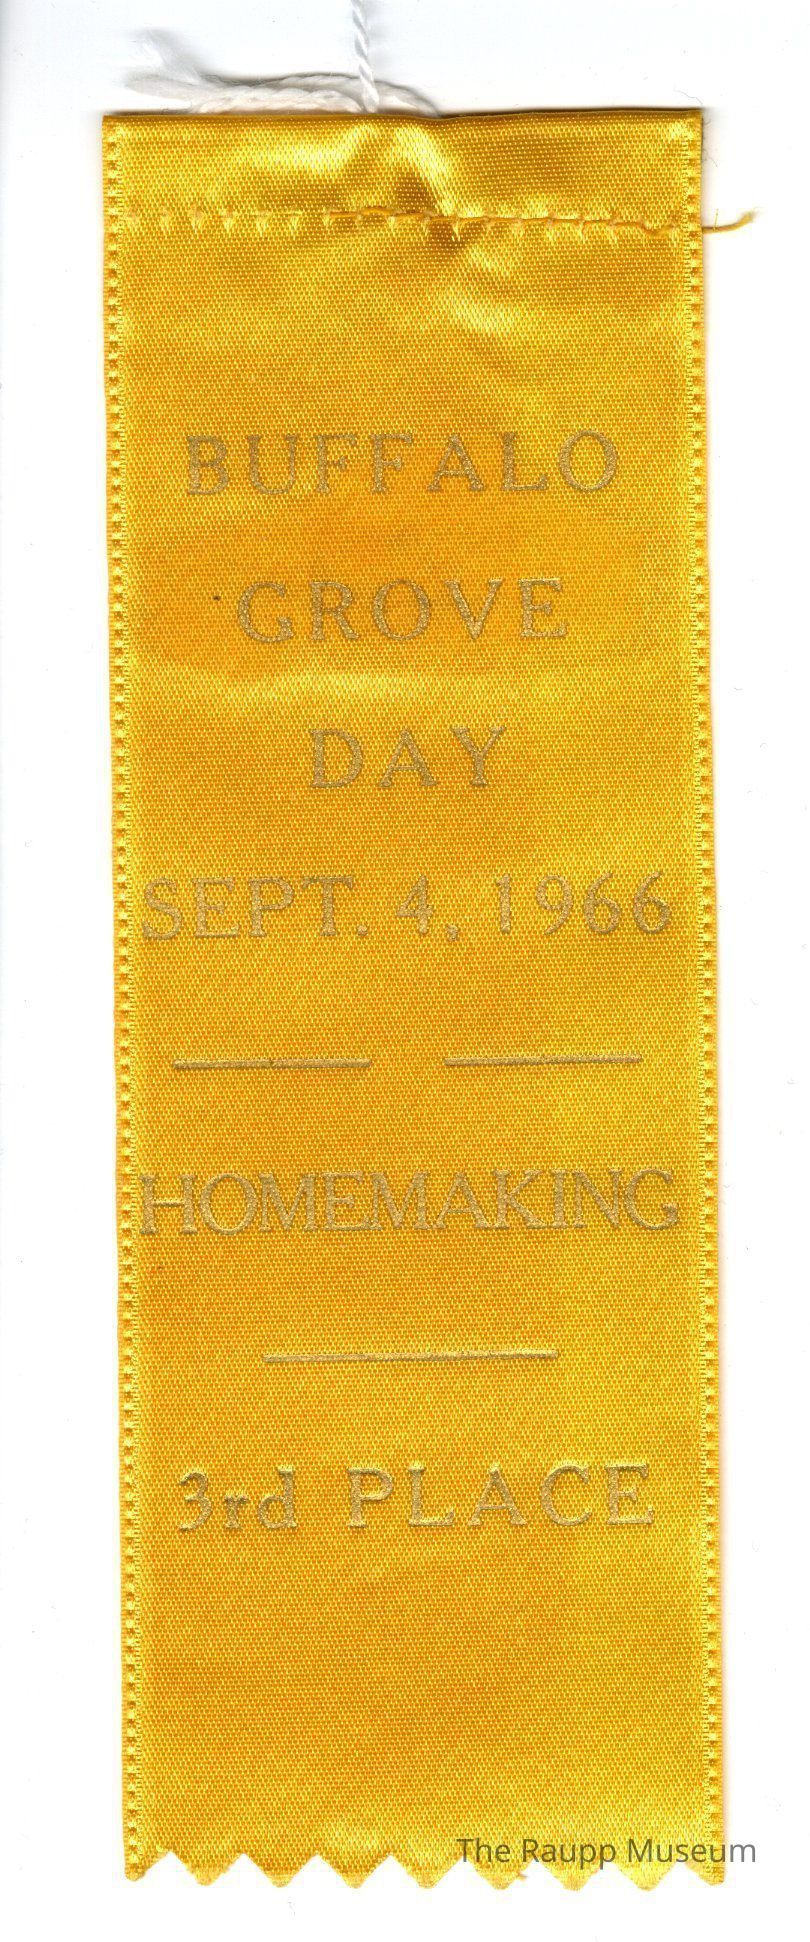 BUFFALO
GROVE
DAY
SEPT. 4, 1966
HOMEMAKING
3rd PLACE
The Raupp Museum